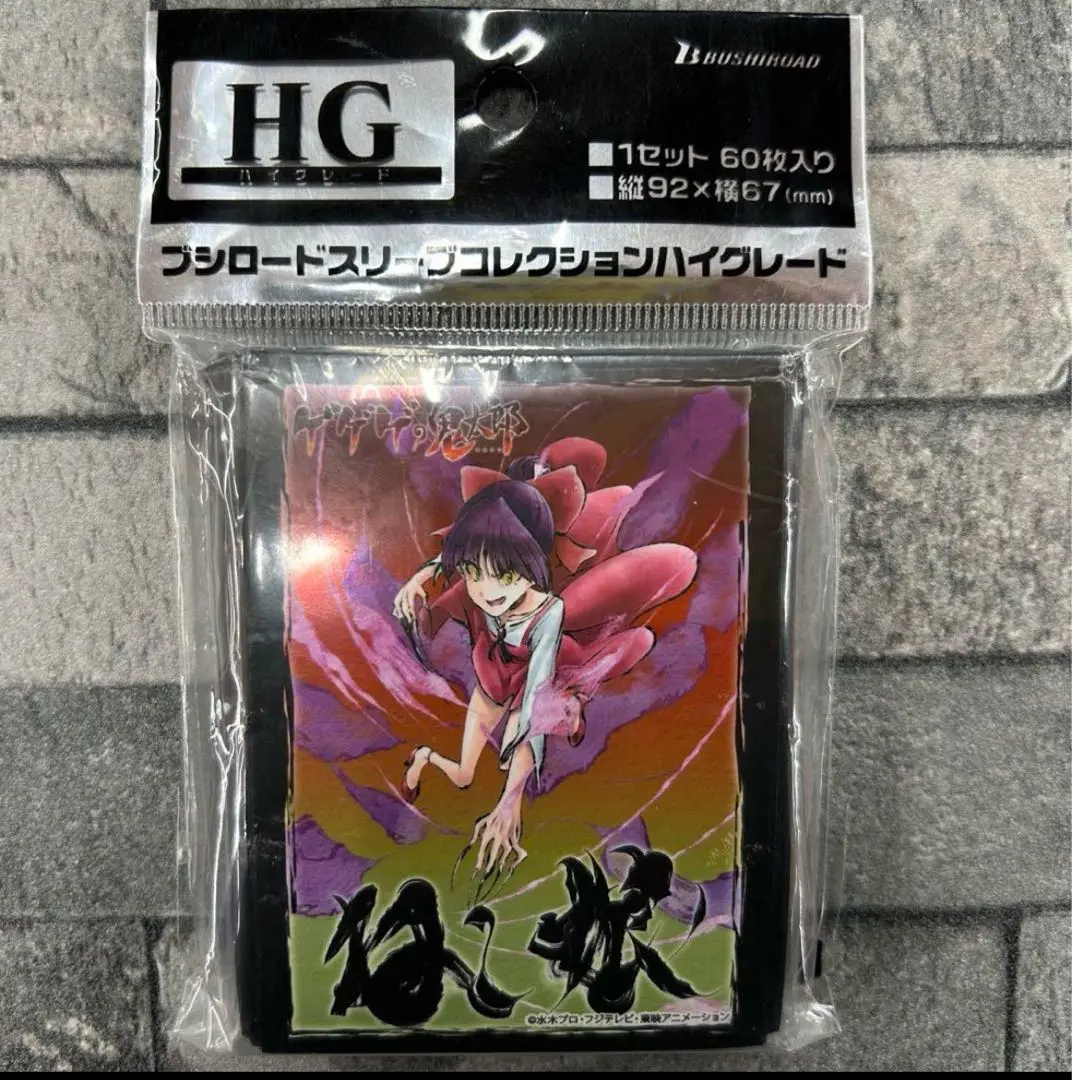 BUSHIROAD
HG
ハイグレード
■1セット 60枚入り
■縦92×横67(mm)
ブシロードスリーブコレクションハイグレード
ゲゲゲの鬼太郎
ねこ娘
©水木プロ・フジテレビ・東映アニメーション